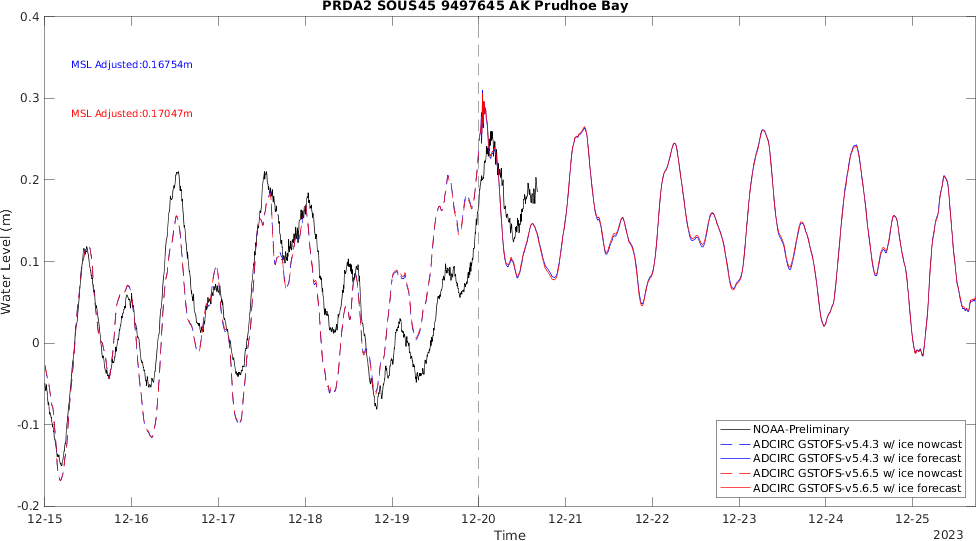 PRDA2 SOUS45 9497645 AK Prudhoe Bay
0.4
MSL Adjusted:0.16754m
0.3
MSL Adjusted:0.17047m
0.2
Water Level (m)
0.1
0
-0.1
NOAA-Preliminary
ADCIRC GSTOFS-v5.4.3 w/ ice nowcast
ADCIRC GSTOFS-v5.4.3 w/ ice forecast
ADCIRC GSTOFS-v5.6.5 w/ ice nowcast
ADCIRC GSTOFS-v5.6.5 w/ ice forecast
-0.2
12-15 12-16 12-17 12-18 12-19 12-20 12-21 12-22 12-23 12-24 12-25
Time
2023